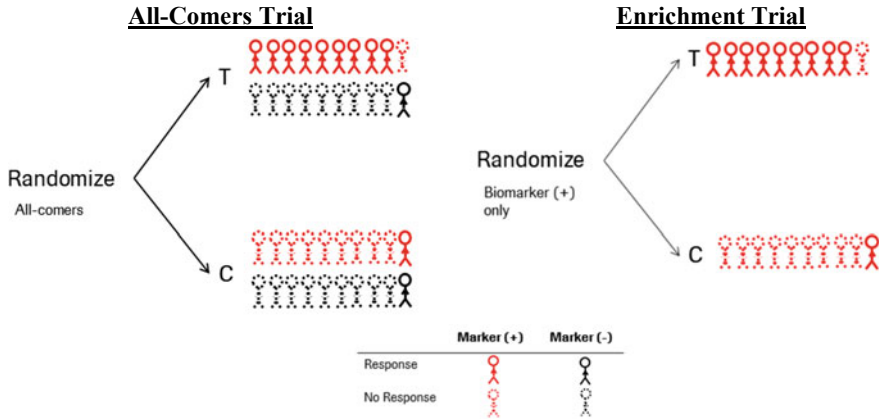 All-Comers Trial
T
Randomize
All-comers
C
Enrichment Trial
T
Randomize
Biomarker (+)
only
C
Marker (+) Marker (-)
Response
No Response